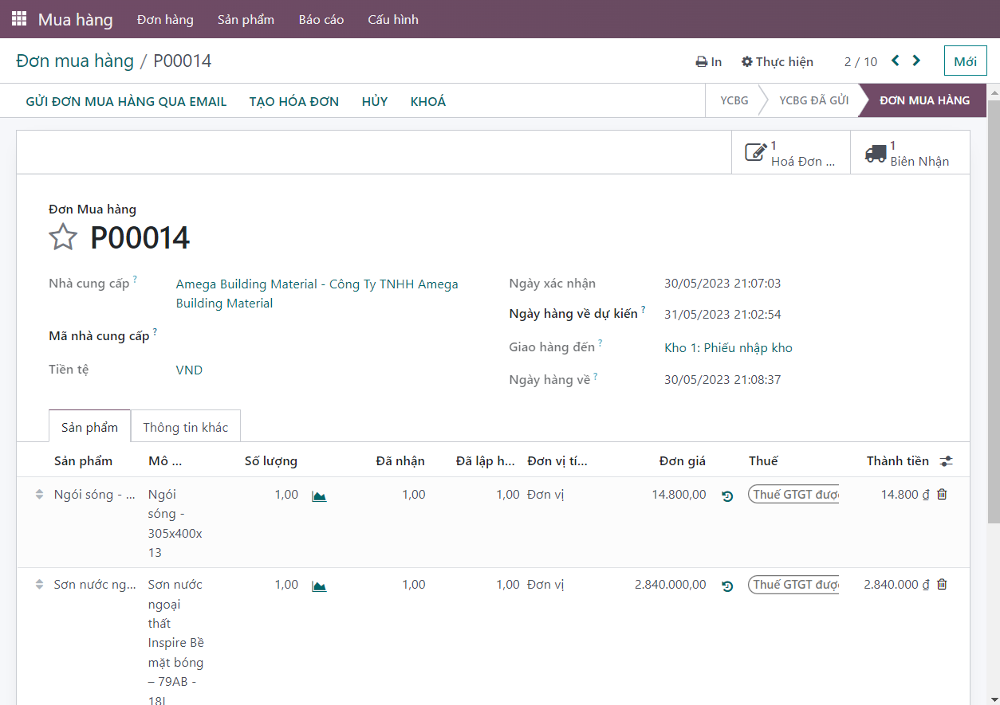 Mua hàng Đơn hàng Sản phẩm Báo cáo Cấu hình
Đơn mua hàng / P00014 In Thực hiện 2 / 10 Mới
GỬI ĐƠN MUA HÀNG QUA EMAIL TẠO HÓA ĐƠN HỦY KHOÁ YCBG YCBG ĐÃ GỬI ĐƠN MUA HÀNG
1
Hoá Đơn ...
1
Biên Nhận
Đơn Mua hàng
P00014
Nhà cung cấp ? Amega Building Material - Công Ty TNHH Amega
Building Material
Mã nhà cung cấp ?
Tiền tệ VND
Ngày xác nhận 30/05/2023 21:07:03
Ngày hàng về dự kiến ? 31/05/2023 21:02:54
Giao hàng đến ? Kho 1: Phiếu nhập kho
Ngày hàng về ? 30/05/2023 21:08:37
Sản phẩm Thông tin khác
Sản phẩm Mô ... Số lượng Đã nhận Đã lập h... Đơn vị tí... Đơn giá Thuế Thành tiền
Ngói sóng - ... Ngói 1,00 1,00 1,00 Đơn vị 14.800,00 Thuế GTGT được 14.800 ₫
sóng -
305x400x
13
Sơn nước ng... Sơn nước 1,00 1,00 1,00 Đơn vị 2.840.000,00 Thuế GTGT được 2.840.000 ₫
ngoại
thất
Inspire Bề
mặt bóng
– 79AB -
18L